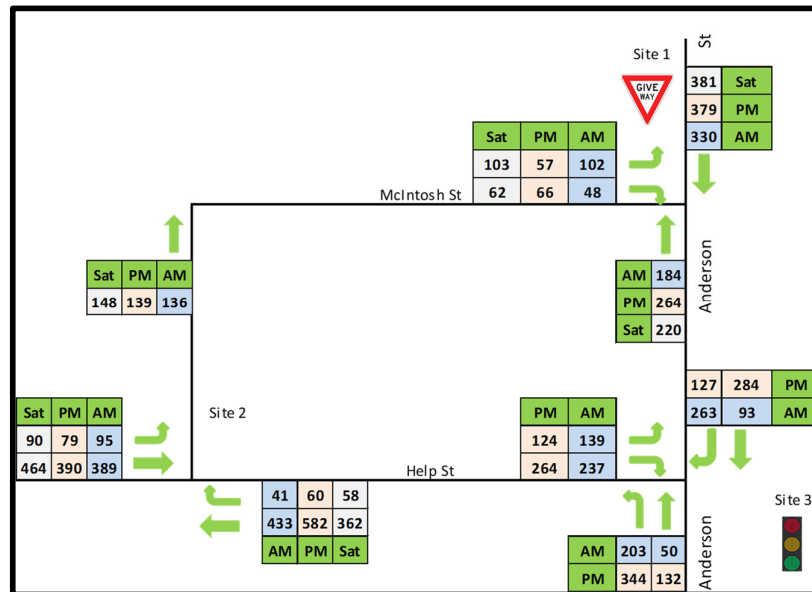 St
Site 1
GIVE
WAY
381 Sat
379 PM
330 AM
Sat PM AM
103 57 102
62 66 48
McIntosh St
Sat PM AM
148 139 136
AM 184
PM 264
Sat 220
Anderson
127 284 PM
263 93 AM
Sat PM AM
90 79 95
464 390 389
Site 2
PM AM
124 139
264 237
Help St
41 60 58
433 582 362
AM PM Sat
Site 3
AM 203 50
PM 344 132
Anderson